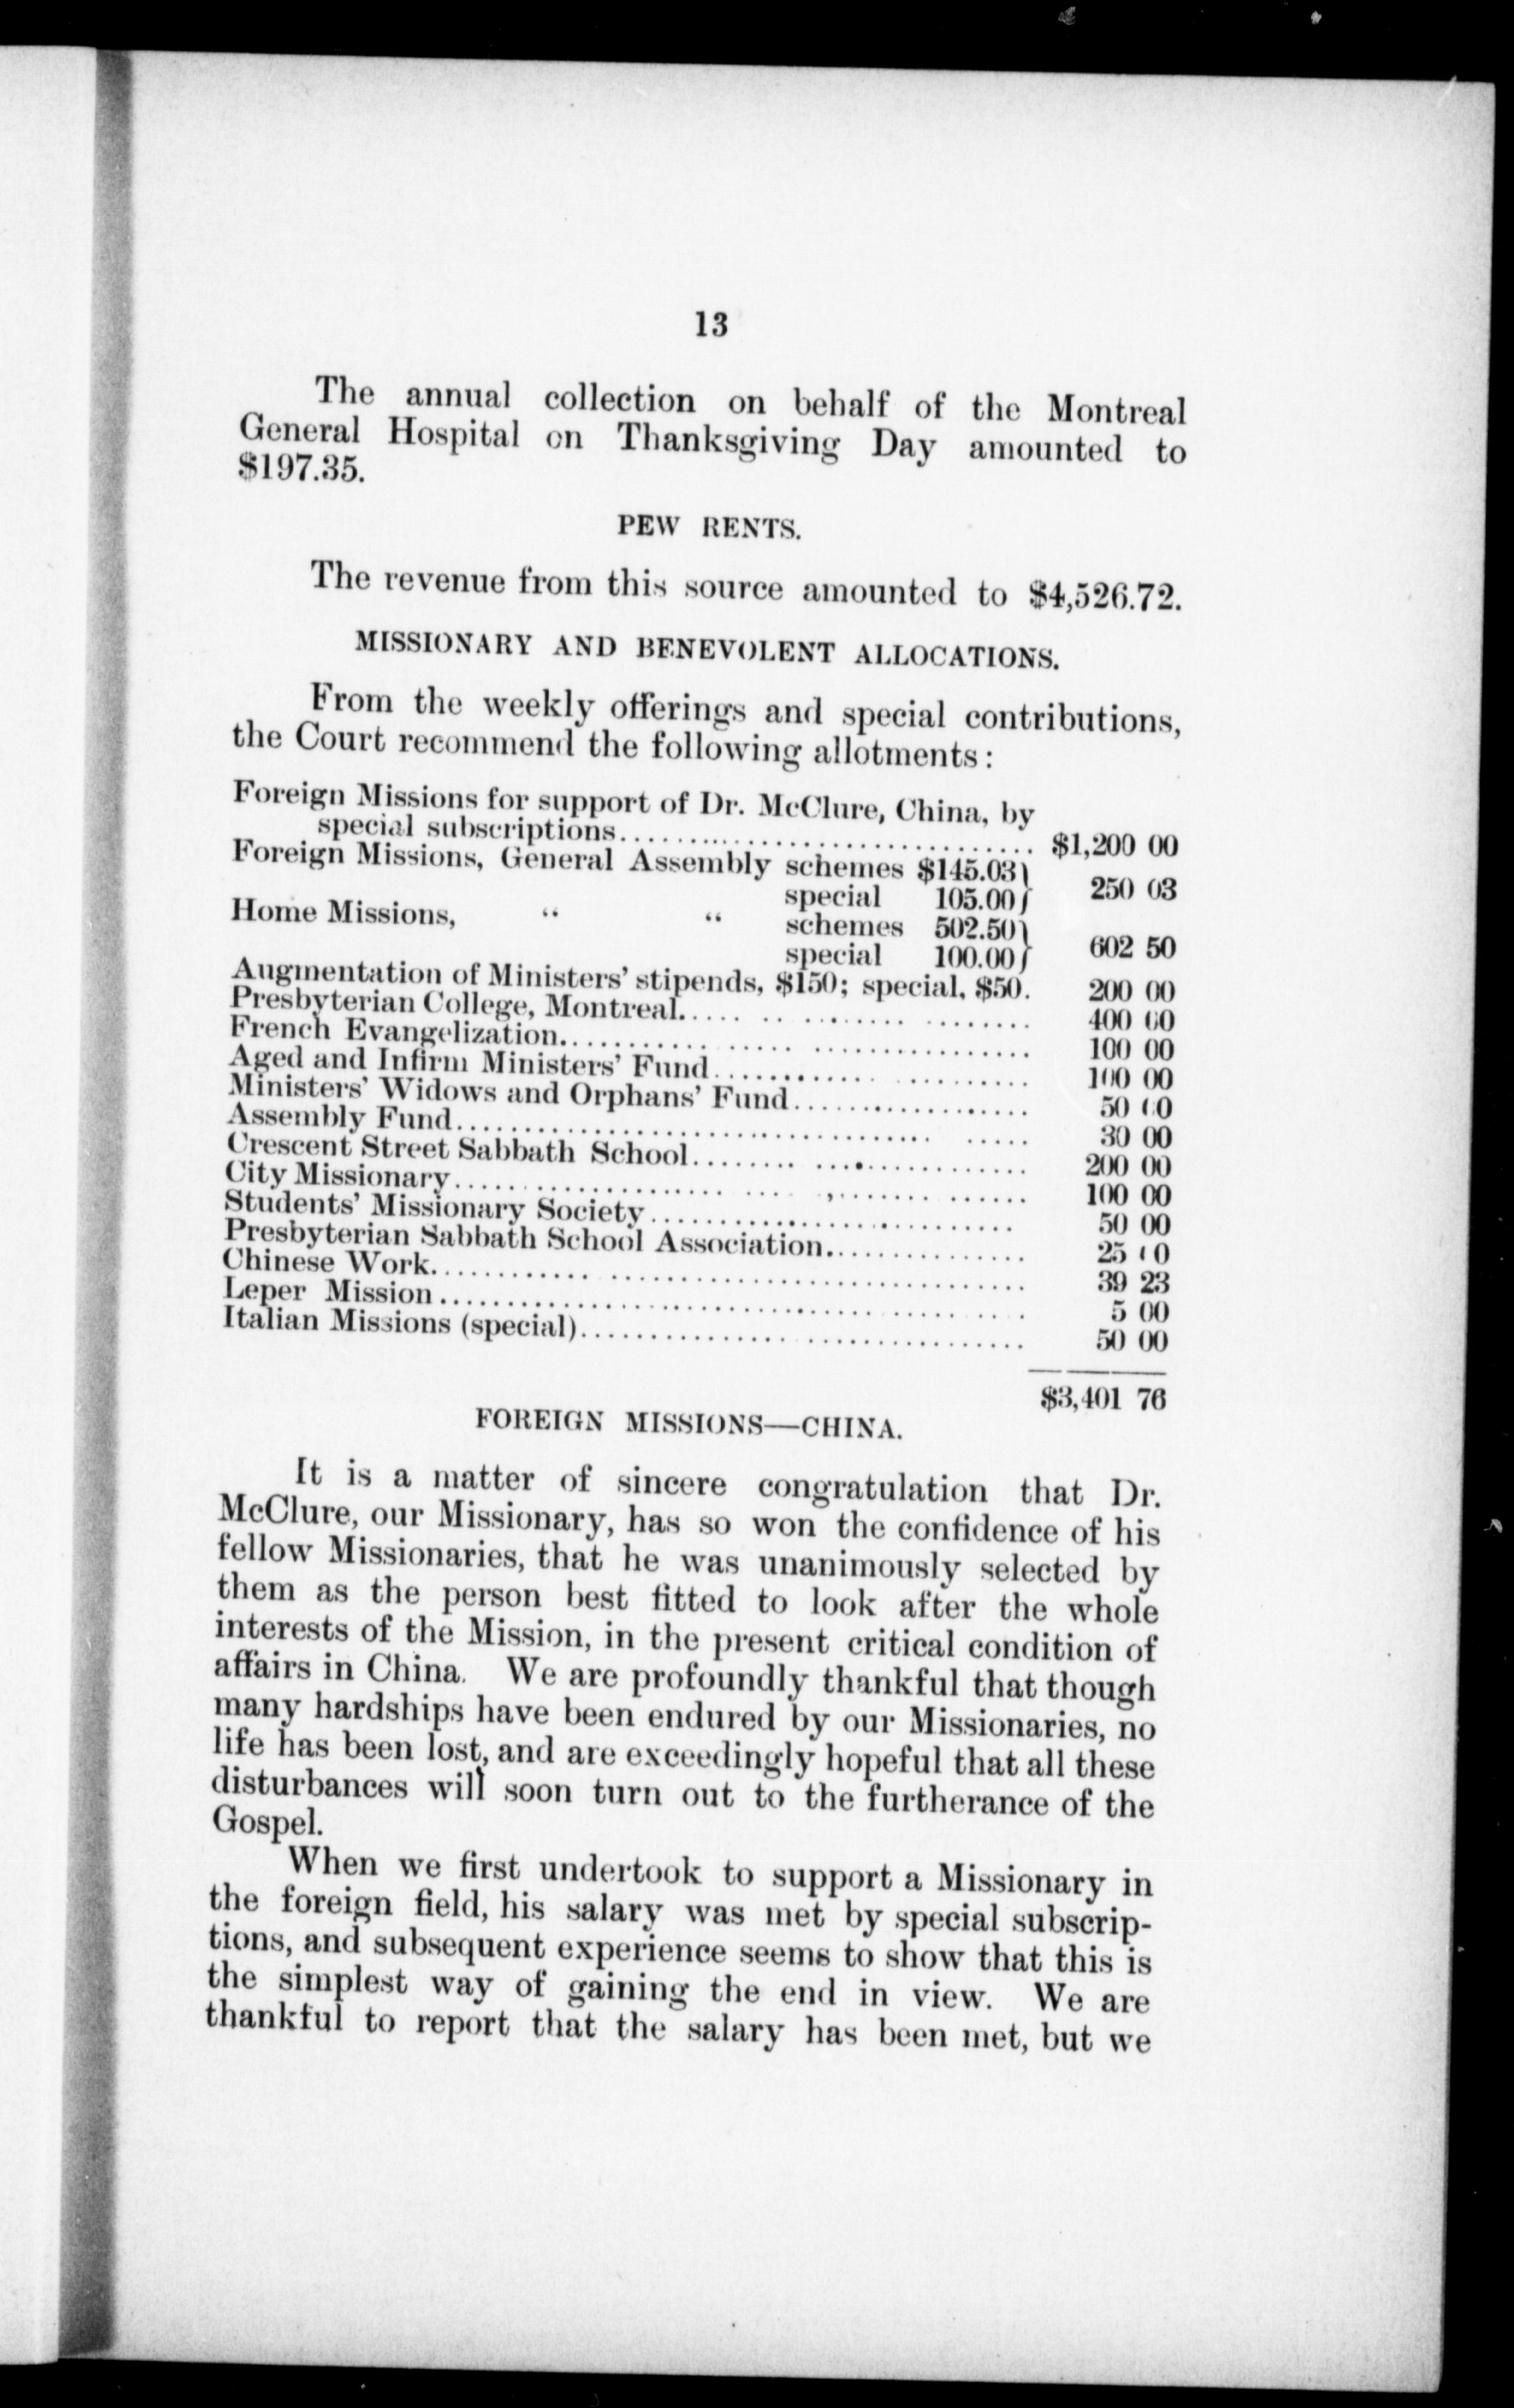 13
The annual collection on behalf of the Montreal
General Hospital on Thanksgiving Day amounted to
$197.35.
PEW RENTS.
The revenue from this source amounted to $4,526.72.
MISSIONARY AND BENEVOLENT ALLOCATIONS.
From the weekly offerings and special contributions,
the Court recommend the following allotments:
Foreign Missions for support of Dr. McClure, China, by
special subscriptions.................................. $1,200 00
Foreign Missions, General Assembly schemes $145.03}
special 105.00} 250 03
Home Missions, “ “ schemes 502.50}
special 100.00} 602 50
Augmentation of Ministers' stipends, $150; special, $50. 200 00
Presbyterian College, Montreal........................ 400 00
French Evangelization.............................. 100 00
Aged and Infirm Ministers' Fund........................ 100 00
Ministers' Widows and Orphans' Fund.................. 50 00
Assembly Fund....................................... 30 00
Crescent Street Sabbath School........................ 200 00
City Missionary..................................... 100 00
Students' Missionary Society........................... 50 00
Presbyterian Sabbath School Association............... 25 00
Chinese Work........................................ 39 23
Leper Mission....................................... 5 00
Italian Missions (special).............................. 50 00
$3,401 76
FOREIGN MISSIONS—CHINA.
It is a matter of sincere congratulation that Dr.
McClure, our Missionary, has so won the confidence of his
fellow Missionaries, that he was unanimously selected by
them as the person best fitted to look after the whole
interests of the Mission, in the present critical condition of
affairs in China. We are profoundly thankful that though
many hardships have been endured by our Missionaries, no
life has been lost, and are exceedingly hopeful that all these
disturbances will soon turn out to the furtherance of the
Gospel.
When we first undertook to support a Missionary in
the foreign field, his salary was met by special subscrip-
tions, and subsequent experience seems to show that this is
the simplest way of gaining the end in view. We are
thankful to report that the salary has been met, but we